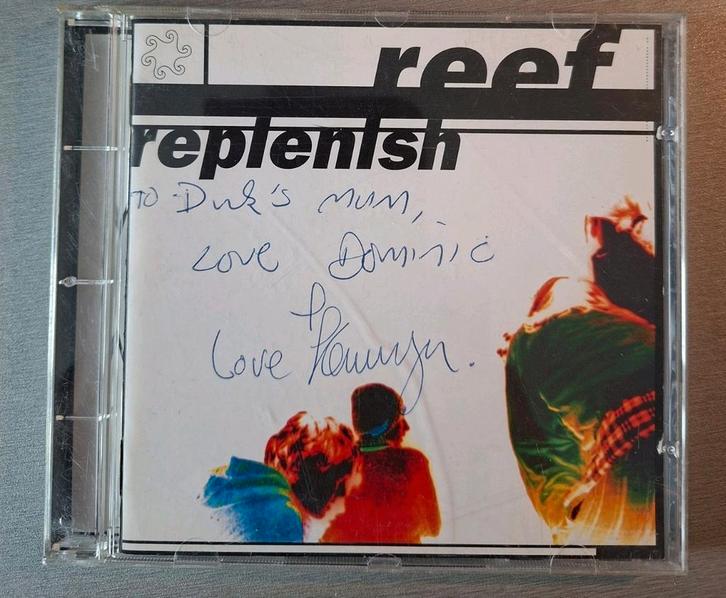 reef
replenish
TO Dirk's mum,
Love Dominic
Love